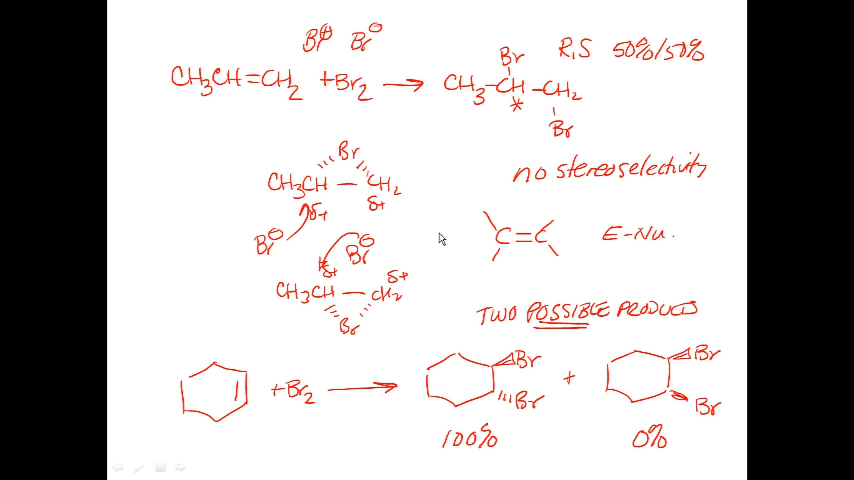 Br⊕ Br⊖
CH3CH=CH2 +Br2 → CH3-CH-CH2 R,S 50%/50%
Br
*
Br
no stereoselectivity
Br
CH3CH — CH2
δ+ δ+
Br⊖
Br⊖
δ+ δ+
CH3CH — CH2
Br
C=C E-Nu.
TWO POSSIBLE PRODUCTS
+Br2 → Br + Br
Br Br
100% 0%